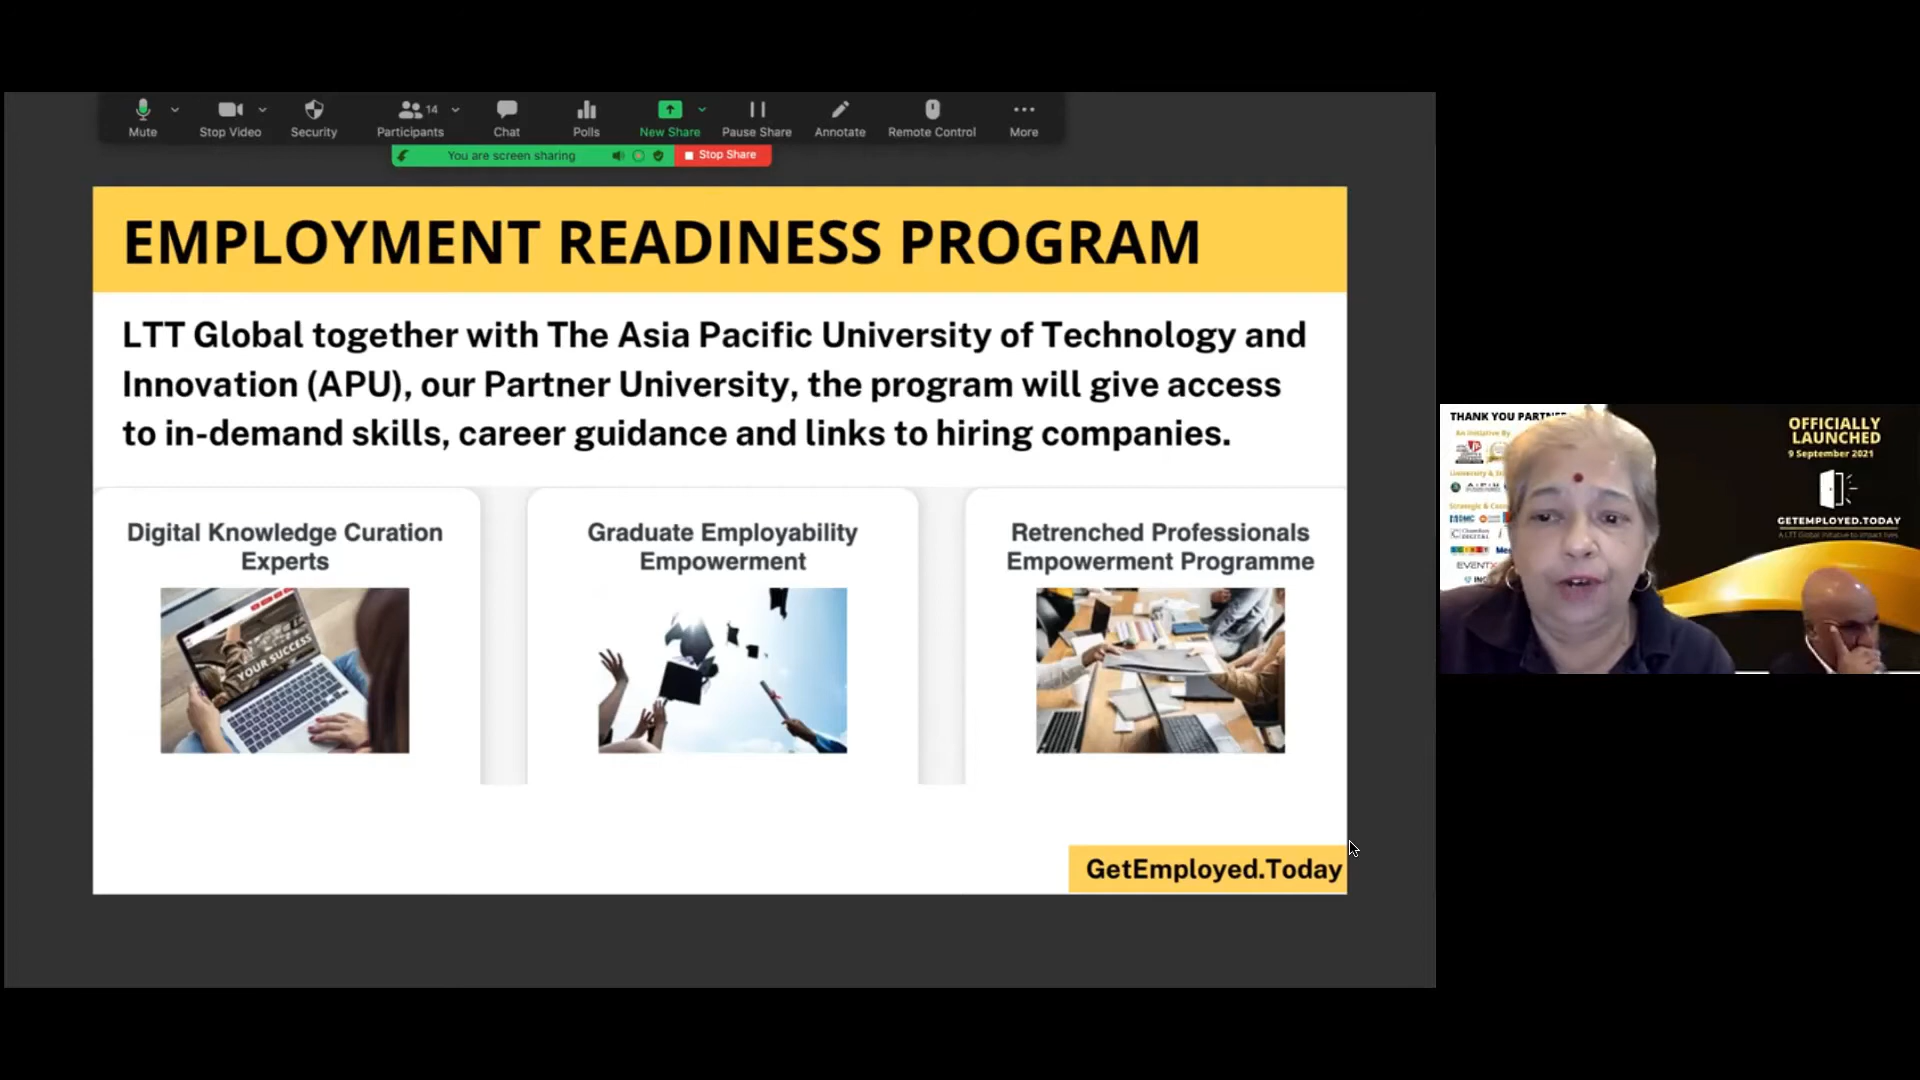 Mute
Stop Video
Security
Participants
14
Chat
Polls
New Share
Pause Share
Annotate
Remote Control
More
You are screen sharing
Stop Share
EMPLOYMENT READINESS PROGRAM
LTT Global together with The Asia Pacific University of Technology and
Innovation (APU), our Partner University, the program will give access
to in-demand skills, career guidance and links to hiring companies.
Digital Knowledge Curation
Experts
Graduate Employability
Empowerment
Retrenched Professionals
Empowerment Programme
YOUR SUCCESS
GetEmployed.Today
THANK YOU PARTNE
An Initiative By
OFFICIALLY
LAUNCHED
9 September 2021
GETEMPLOYED.TODAY
A LTT Global Initiative to impact lives
EVENTX